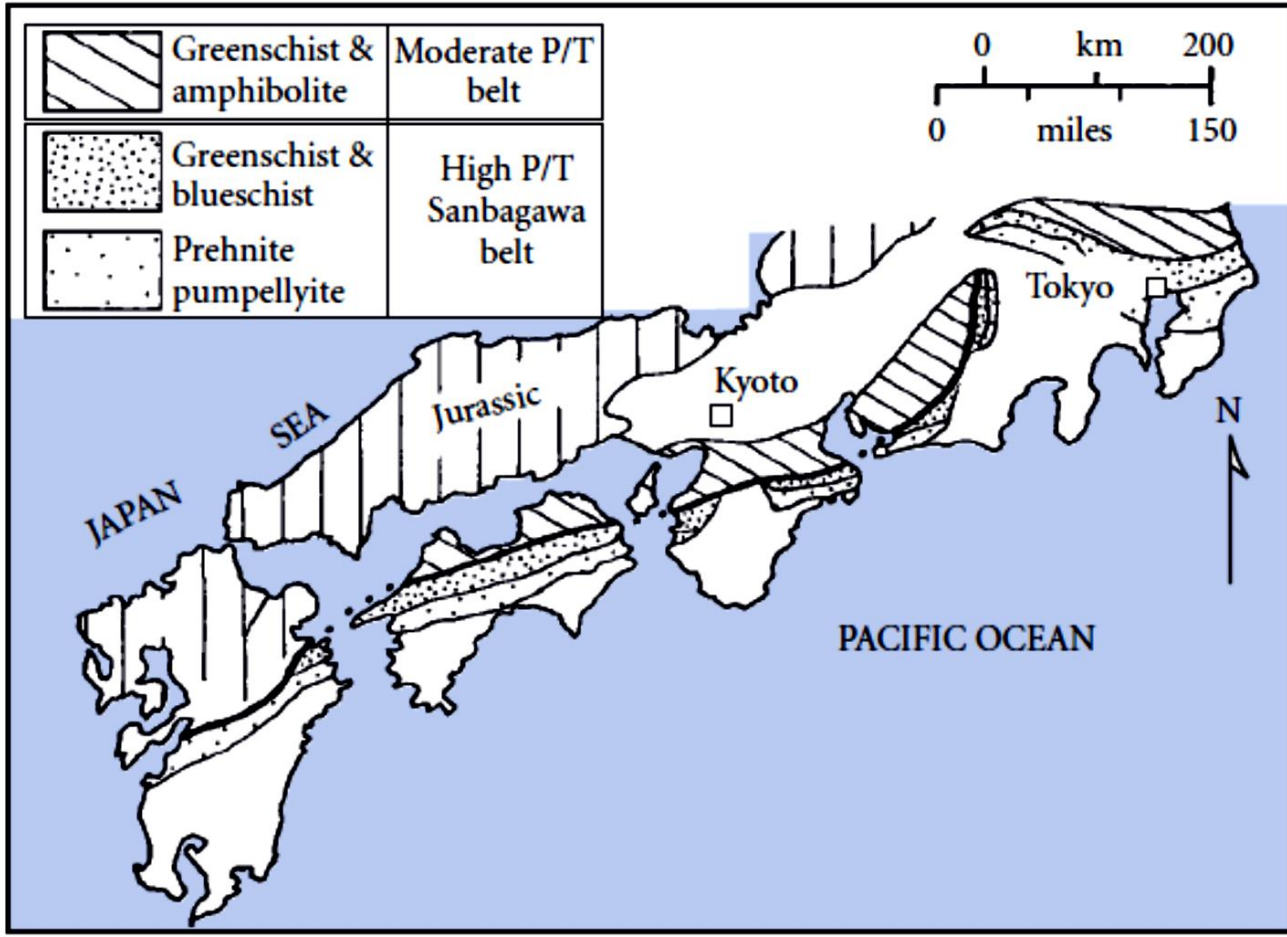 Greenschist &
amphibolite
Moderate P/T
belt
Greenschist &
blueschist
High P/T
Sanbagawa
belt
Prehnite
pumpellyite
0 km 200
0 miles 150
Tokyo
Kyoto
N
Jurassic
SEA
JAPAN
PACIFIC OCEAN